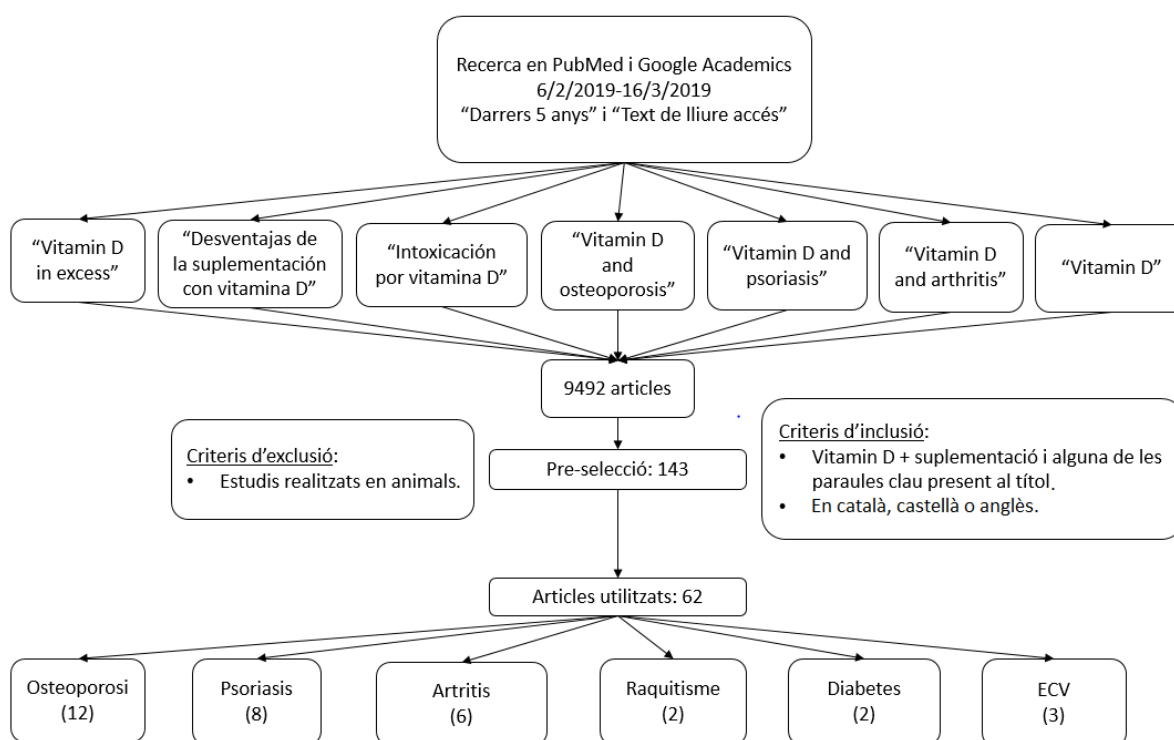 Recerca en PubMed i Google Academics
6/2/2019-16/3/2019
“Darrers 5 anys” i “Text de lliure accés”
“Vitamin D
in excess”
“Desventajas de
la suplementación
con vitamina D”
“Intoxicación
por vitamina D”
“Vitamin D
and
osteoporosis”
“Vitamin D and
psoriasis”
“Vitamin D
and arthritis”
“Vitamin D”
9492 articles
Criteris d’exclusió:
• Estudis realitzats en animals.
Pre-selecció: 143
Criteris d’inclusió:
• Vitamin D + suplementació i alguna de les
paraules clau present al títol.
• En català, castellà o anglès.
Articles utilitzats: 62
Osteoporosi
(12)
Psoriasis
(8)
Artritis
(6)
Raquitisme
(2)
Diabetes
(2)
ECV
(3)